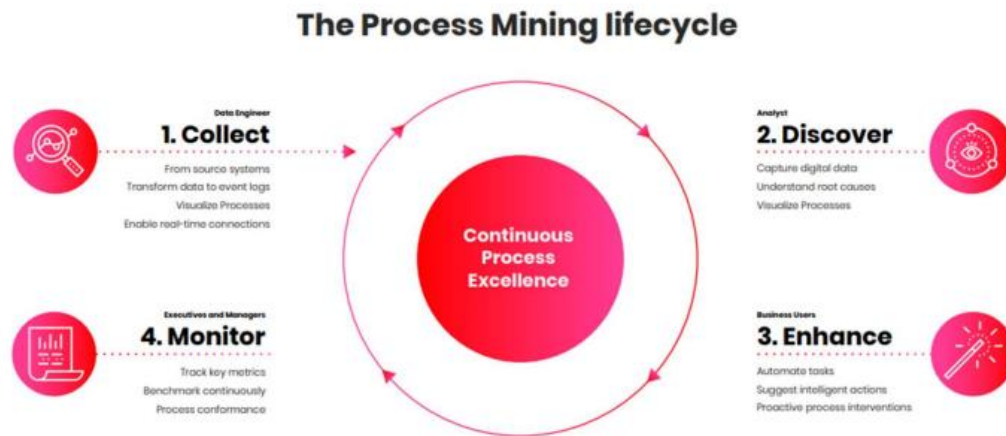 The Process Mining lifecycle
Data Engineer
1. Collect
From source systems
Transform data to event logs
Visualize Processes
Enable real-time connections
Analyst
2. Discover
Capture digital data
Understand root causes
Visualize Processes
Continuous
Process
Excellence
Business Users
3. Enhance
Automate tasks
Suggest intelligent actions
Proactive process interventions
Executives and Managers
4. Monitor
Track key metrics
Benchmark continuously
Process conformance